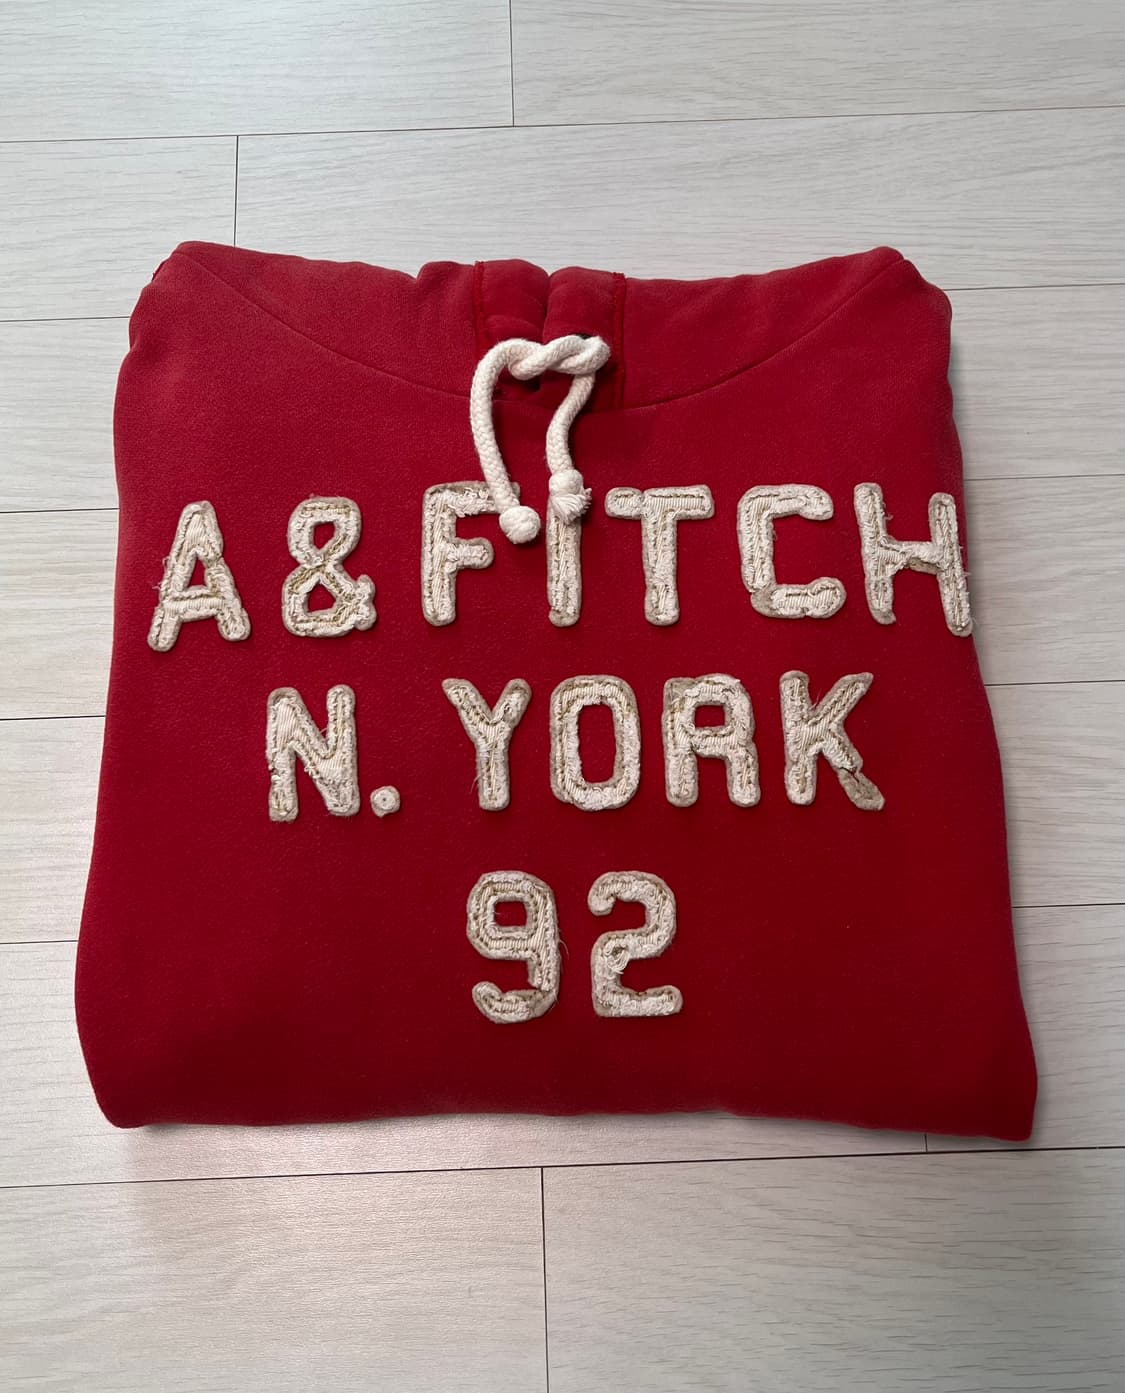 A & FITCH
N. YORK
92